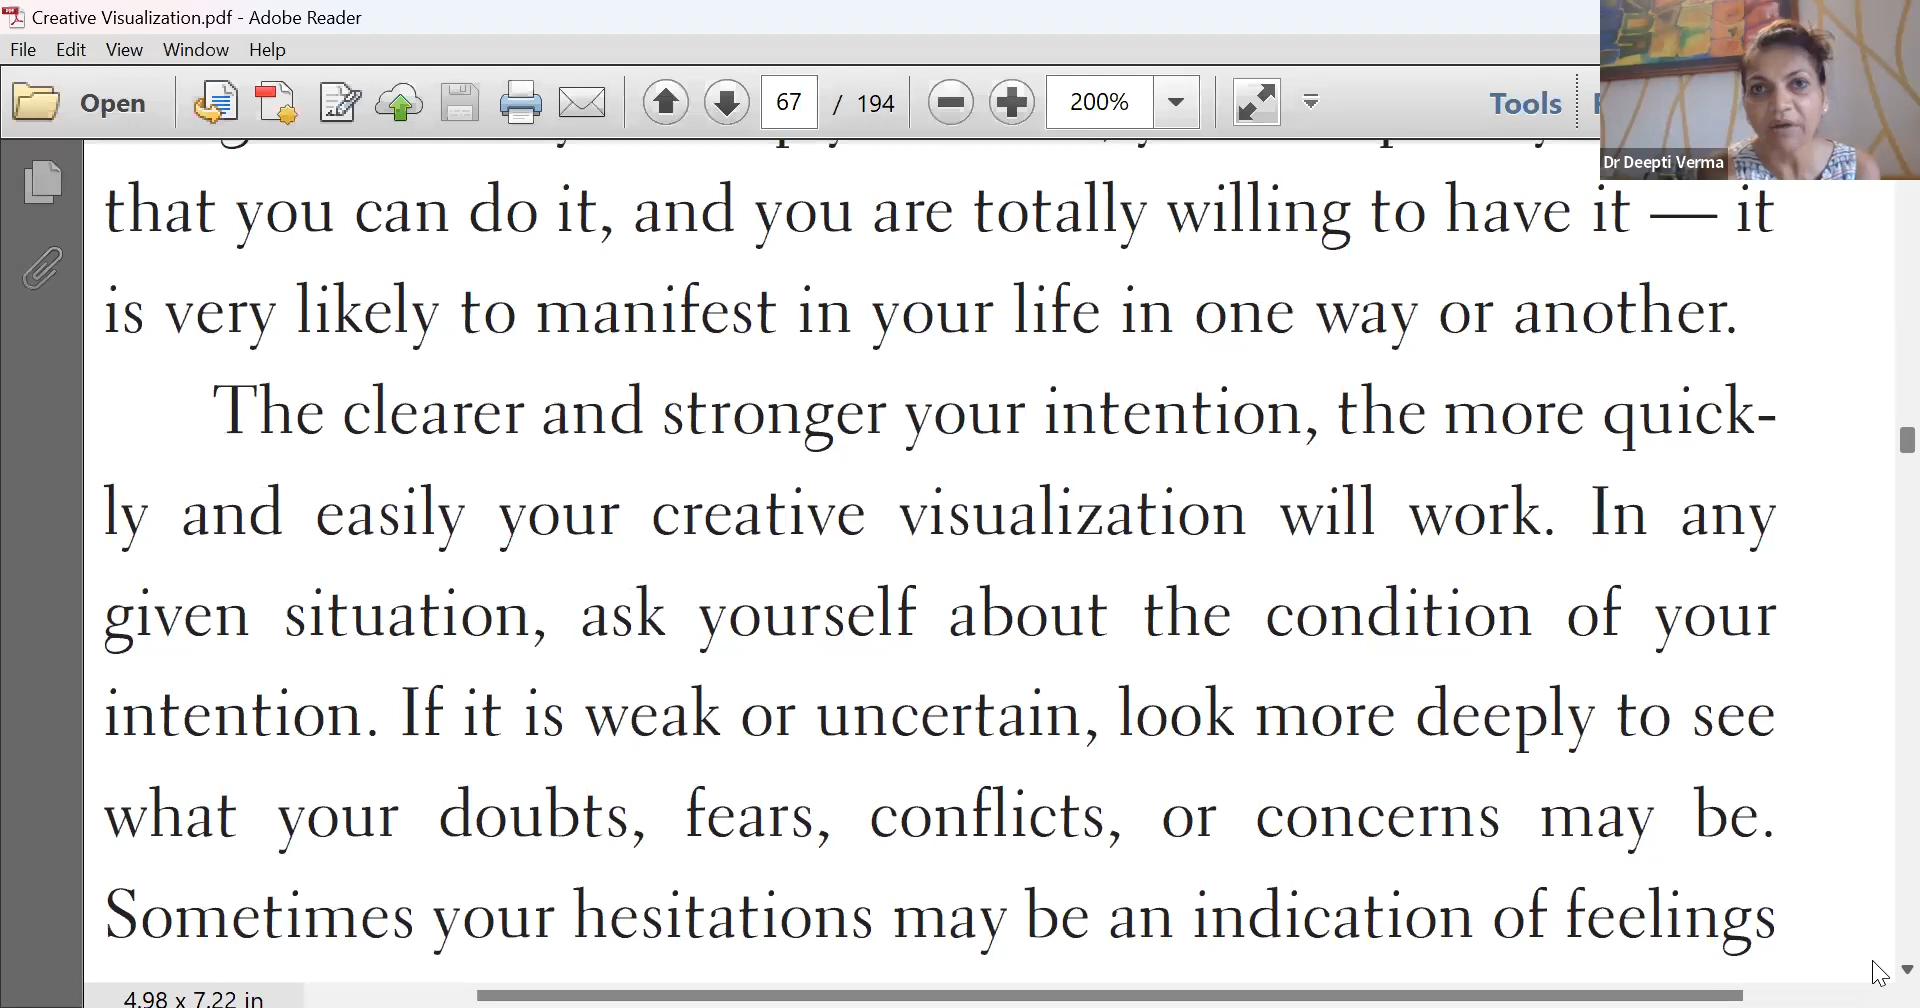 Creative Visualization.pdf - Adobe Reader
File Edit View Window Help
Open 67 / 194 200% Tools
Dr Deepti Verma
that you can do it, and you are totally willing to have it — it
is very likely to manifest in your life in one way or another.
The clearer and stronger your intention, the more quick-
ly and easily your creative visualization will work. In any
given situation, ask yourself about the condition of your
intention. If it is weak or uncertain, look more deeply to see
what your doubts, fears, conflicts, or concerns may be.
Sometimes your hesitations may be an indication of feelings
4.98 x 7.22 in